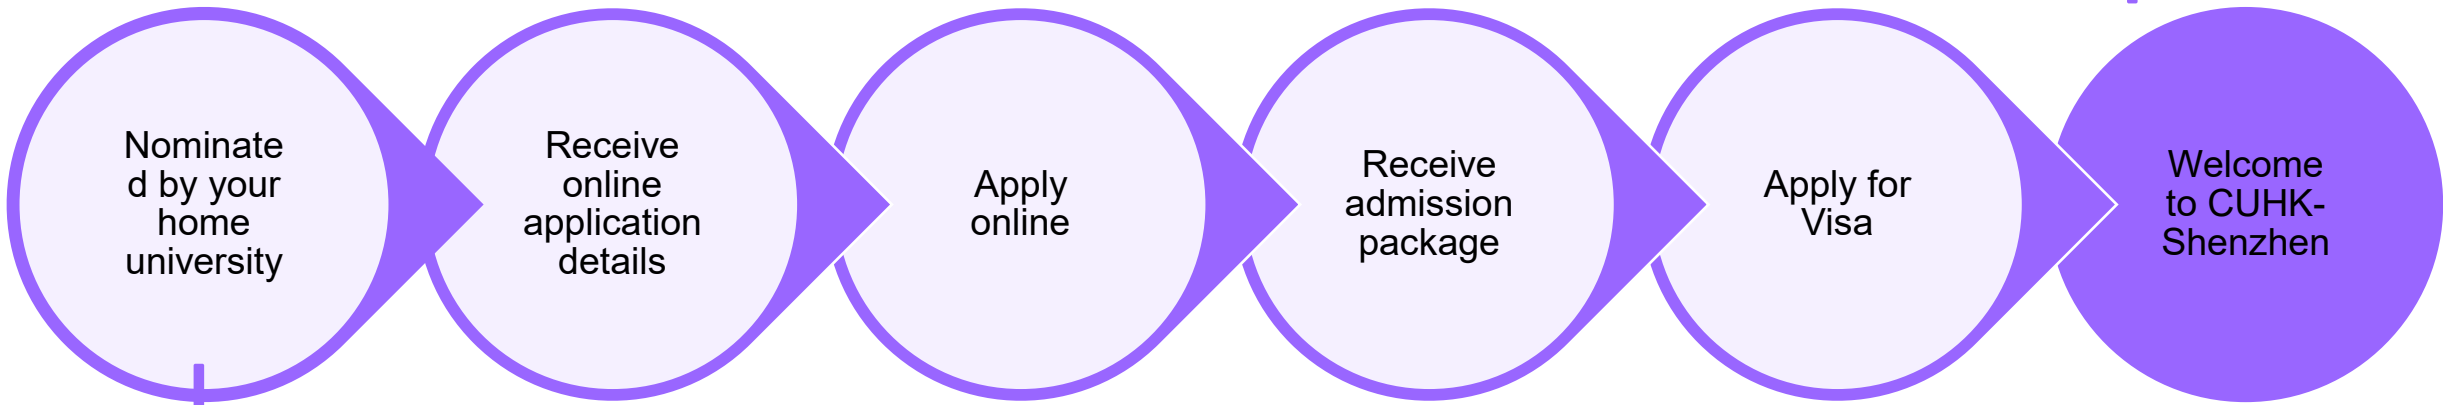 Nominate
d by your
home
university
Receive
online
application
details
Apply
online
Receive
admission
package
Apply for
Visa
Welcome
to CUHK-
Shenzhen